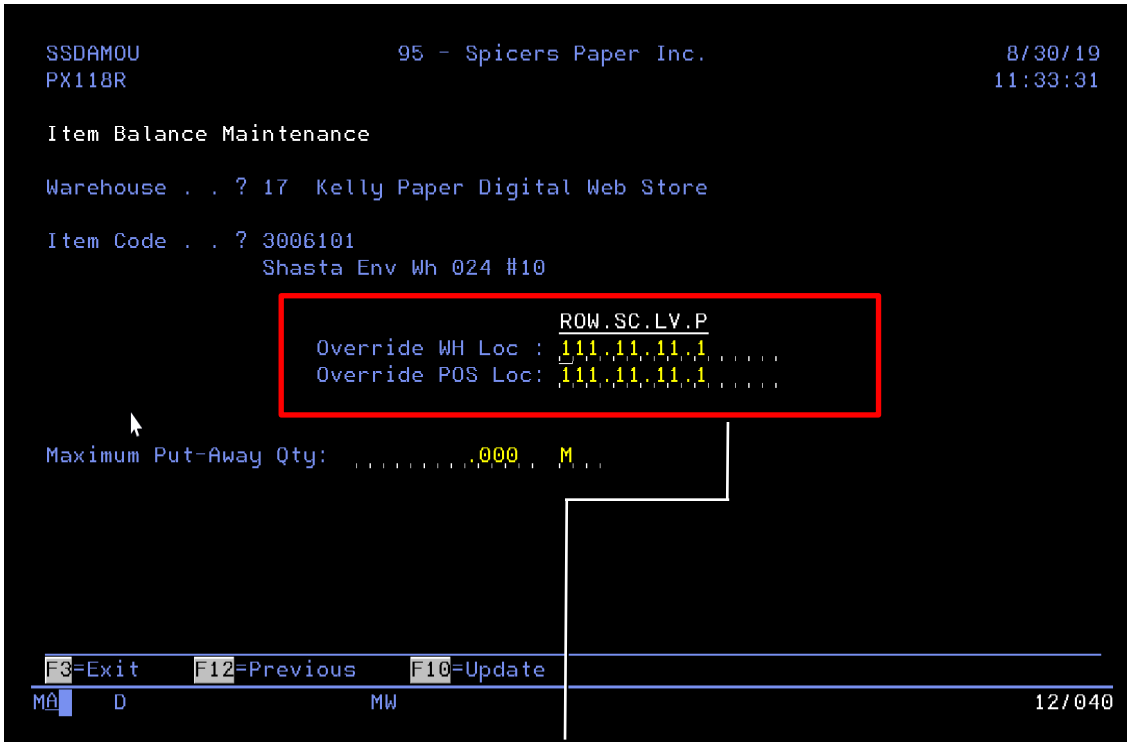 SSDAMOU 95 - Spicers Paper Inc. 8/30/19
PX118R 11:33:31
Item Balance Maintenance
Warehouse . . ? 17 Kelly Paper Digital Web Store
Item Code . . ? 3006101
Shasta Env Wh 024 #10
ROW.SC.LV.P
Override WH Loc : 111.11.11.1
Override POS Loc: 111.11.11.1
Maximum Put-Away Qty: .000 M
F3=Exit F12=Previous F10=Update
MA D MW 12/040